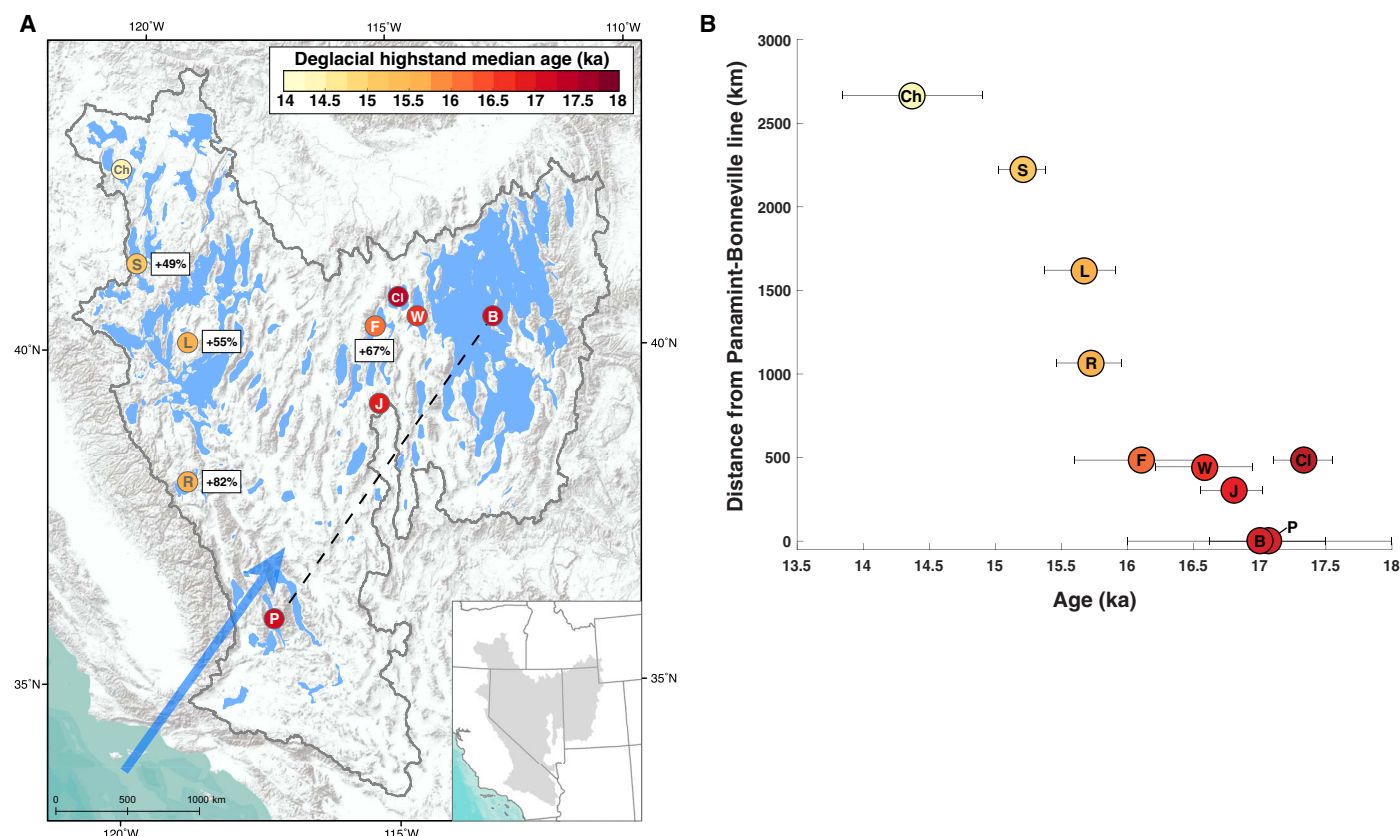 A
120°W
115°W
110°W
Deglacial highstand median age (ka)
14 14.5 15 15.5 16 16.5 17 17.5 18
Ch
S
+49%
Cl
W
B
F
L
+55%
+67%
40°N
40°N
J
R
+82%
P
35°N
35°N
0 500 1000 km
120°W
115°W
B
Distance from Panamint-Bonneville line (km)
3000
2500
2000
1500
1000
500
0
Ch
S
L
R
F
W
Cl
J
P
B
13.5 14 14.5 15 15.5 16 16.5 17 17.5 18
Age (ka)